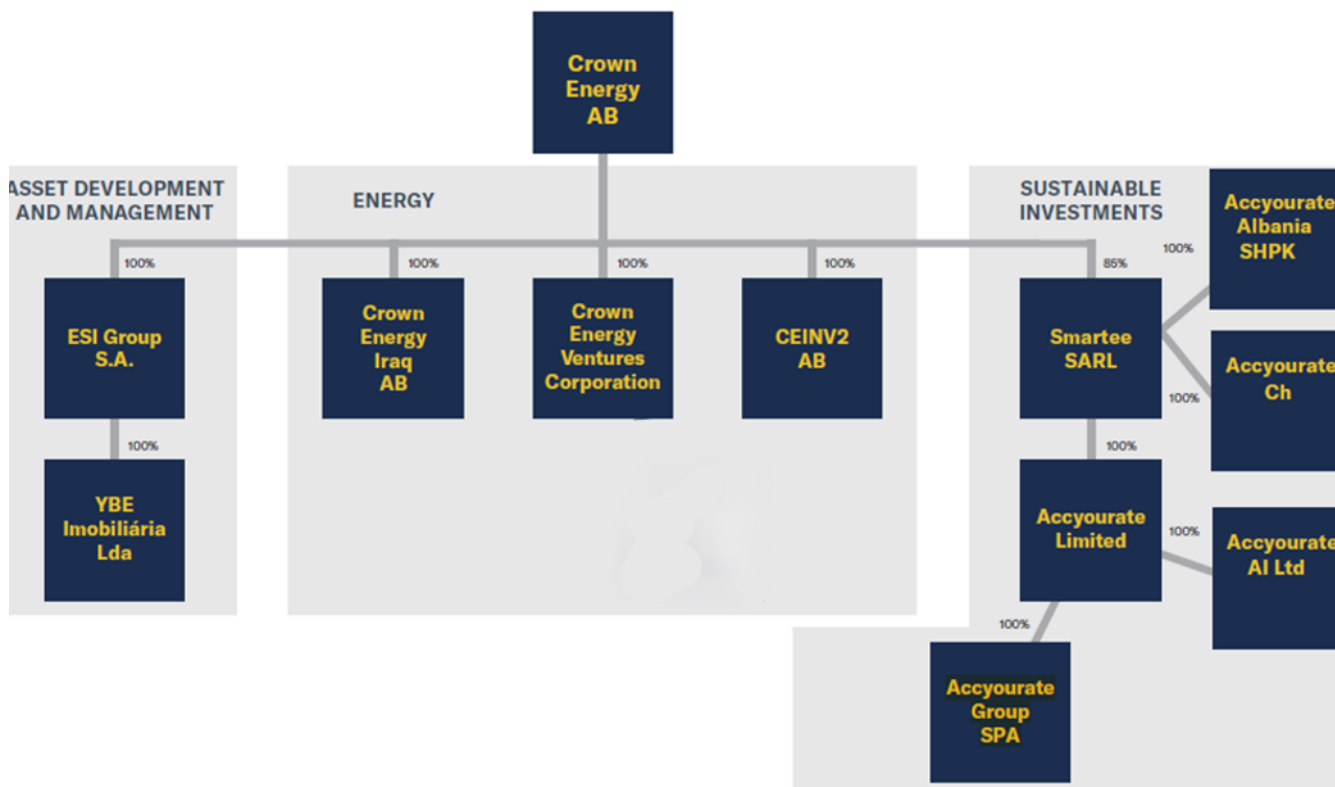 Crown
Energy
AB
ASSET DEVELOPMENT
AND MANAGEMENT
ENERGY
SUSTAINABLE
INVESTMENTS
Accyourate
Albania
SHPK
100%
100%
100%
100%
100%
85%
ESI Group
S.A.
Crown
Energy
Iraq
AB
Crown
Energy
Ventures
Corporation
CEINV2
AB
Smartee
SARL
Accyourate
Ch
100%
100%
100%
YBE
Imobiliária
Lda
Accyourate
Limited
100%
Accyourate
AI Ltd
100%
Accyourate
Group
SPA